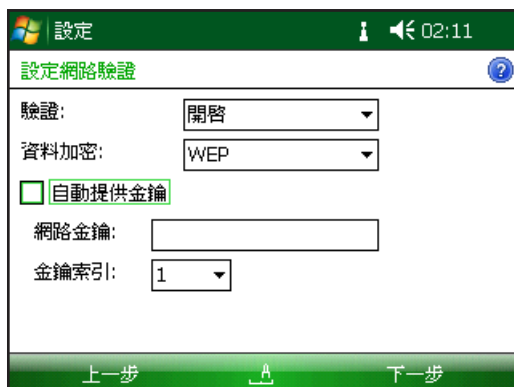 設定 02:11
設定網路驗證
驗證: 開啓
資料加密: WEP
自動提供金鑰
網路金鑰:
金鑰索引: 1
上一步 下一步